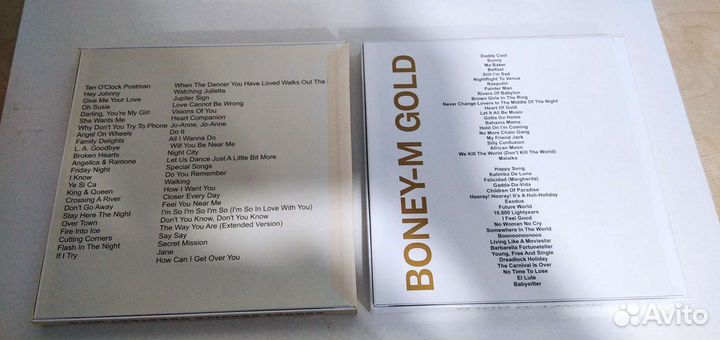 Ten O'Clock Postman
Hey Johnny
Give Me Your Love
Oh Susie
Darling, You're My Girl
She Wants Me
Why Don't You Try To Phone
Angel On Wheels
Family Delights
L. A. Goodbye
Broken Hearts
Angelica & Ramone
Friday Night
I Know
Ye Si Ca
King & Queen
Crossing A River
Don't Go Away
Stay Here The Night
Over Town
Fire Into Ice
Cutting Corners
Flash In The Night
If I Try
When The Dancer You Have Loved Walks Out The
Watching Julietta
Jupiter Sign
Love Cannot Be Wrong
Visions Of You
Heart Companion
Jo-Anne, Jo-Anne
Do It
All I Wanna Do
Will You Be Near Me
Night City
Let Us Dance Just A Little Bit More
Special Songs
Do You Remember
Walking
How I Want You
Closer Every Day
Feel You Near Me
I'm So I'm So I'm So (I'm So In Love With You)
Don't You Know, Don't You Know
The Way You Are (Extended Version)
Say Say
Secret Mission
Jane
How Can I Get Over You
BONEY-M GOLD
Daddy Cool
Sunny
Ma Baker
Belfast
Still I'm Sad
Nightflight To Venus
Rasputin
Painter Man
Rivers Of Babylon
Brown Girls In The Ring
Never Change Lovers In The Middle Of The Night
Heart Of Gold
Let It All Be Music
Gotta Go Home
Bahama Mama
Hold On I'm Coming
No More Chain Gang
My Friend Jack
Silly Confusion
African Moon
We Kill The World (Don't Kill The World)
Malaika
Happy Song
Kalimba De Luna
Felicidad (Margherita)
Gadda-Da-Vida
Children Of Paradise
Hooray! Hooray! It's A Holi-Holiday
Exodus
Future World
10.000 Lightyears
I Feel Good
No Woman No Cry
Somewhere In The World
Boonoonoonoos
Living Like A Moviestar
Barbarella Fortuneteller
Young, Free And Single
Dreadlock Holiday
The Carnival Is Over
No Time To Lose
El Lute
Babysitter
Avito